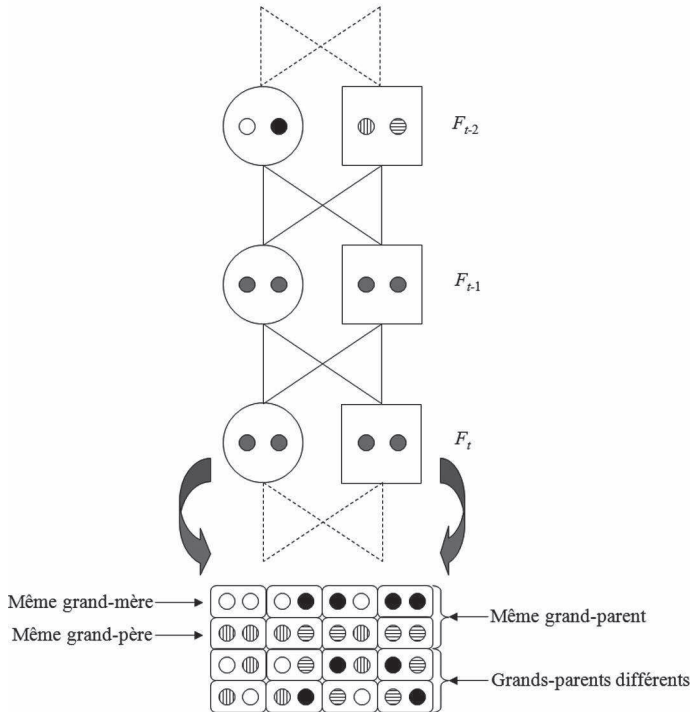 F_{t-2}
F_{t-1}
F_t
Même grand-mère
Même grand-père
Même grand-parent
Grands-parents différents